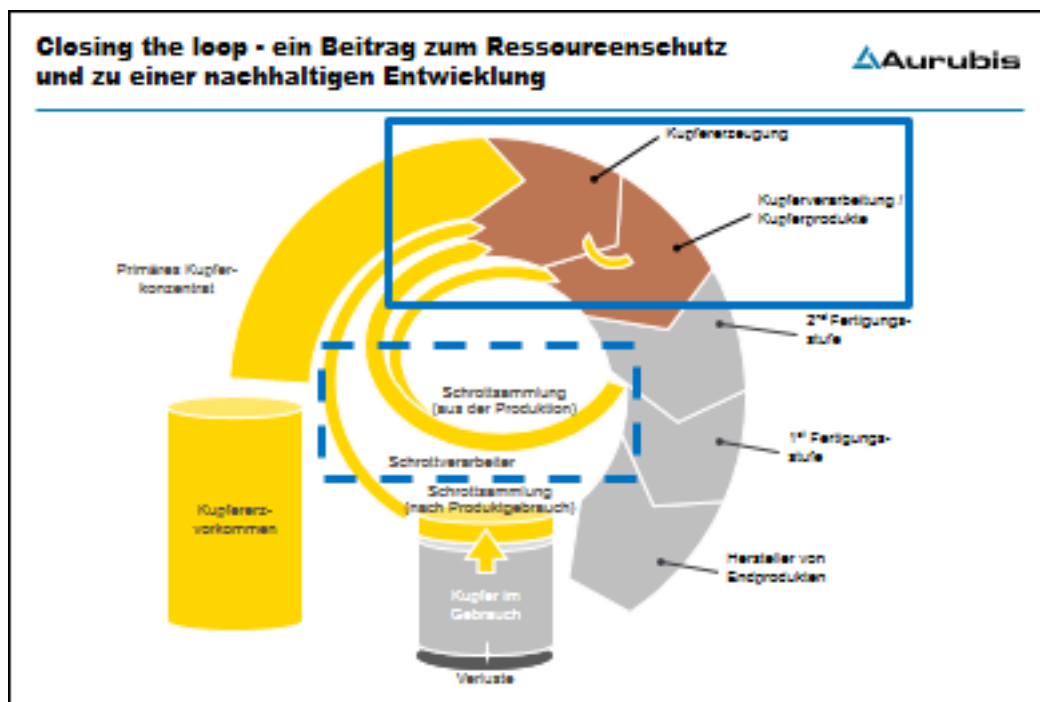 Closing the loop - ein Beitrag zum Ressourcenschutz
und zu einer nachhaltigen Entwicklung
Aurubis
Kupfererzeugung
Kupferverarbeitung /
Kupferprodukte
Primäres Kupfer-
konzentrat
2nd Fertigungs-
stufe
Schrottsammlung
(aus der Produktion)
1st Fertigungs-
stufe
Schrottverarbeiter
Schrottsammlung
(nach Produktgebrauch)
Kupfererz-
vorkommen
Hersteller von
Endprodukten
Kupfer im
Gebrauch
Verluste